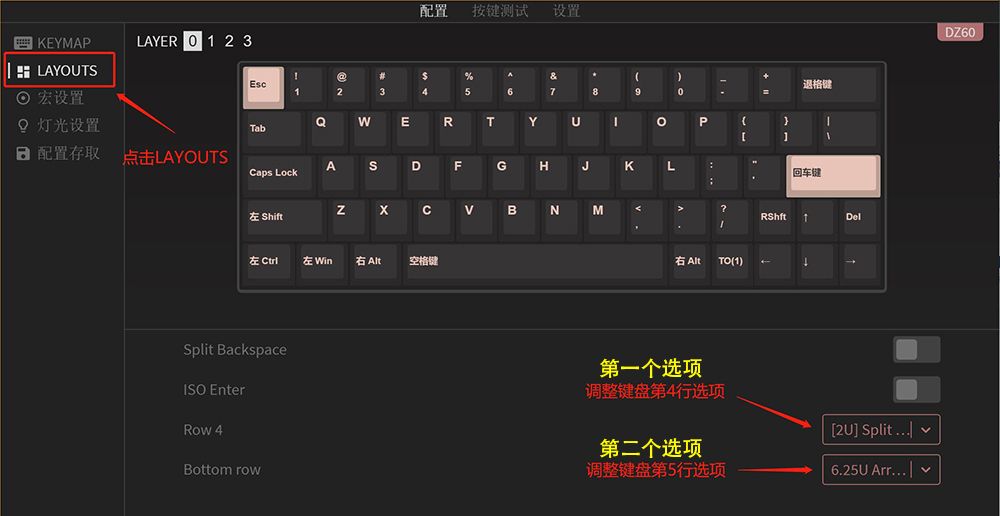 配置 按键测试 设置
KEYMAP
LAYOUTS
宏设置
灯光设置
配置存取
点击LAYOUTS
LAYER 0 1 2 3
DZ60
Esc ! 1 @ 2 # 3 $ 4 % 5 ^ 6 & 7 * 8 ( 9 ) 0 _ - + = 退格键
Tab Q W E R T Y U I O P { [ } ] | \
Caps Lock A S D F G H J K L : ; " ' 回车键
左 Shift Z X C V B N M < , > . ? / RShft ↑ Del
左 Ctrl 左 Win 右 Alt 空格键 右 Alt TO(1) ← ↓ →
Split Backspace
第一个选项
ISO Enter
调整键盘第4行选项
Row 4
[2U] Split ...
第二个选项
Bottom row
调整键盘第5行选项
6.25U Arr...